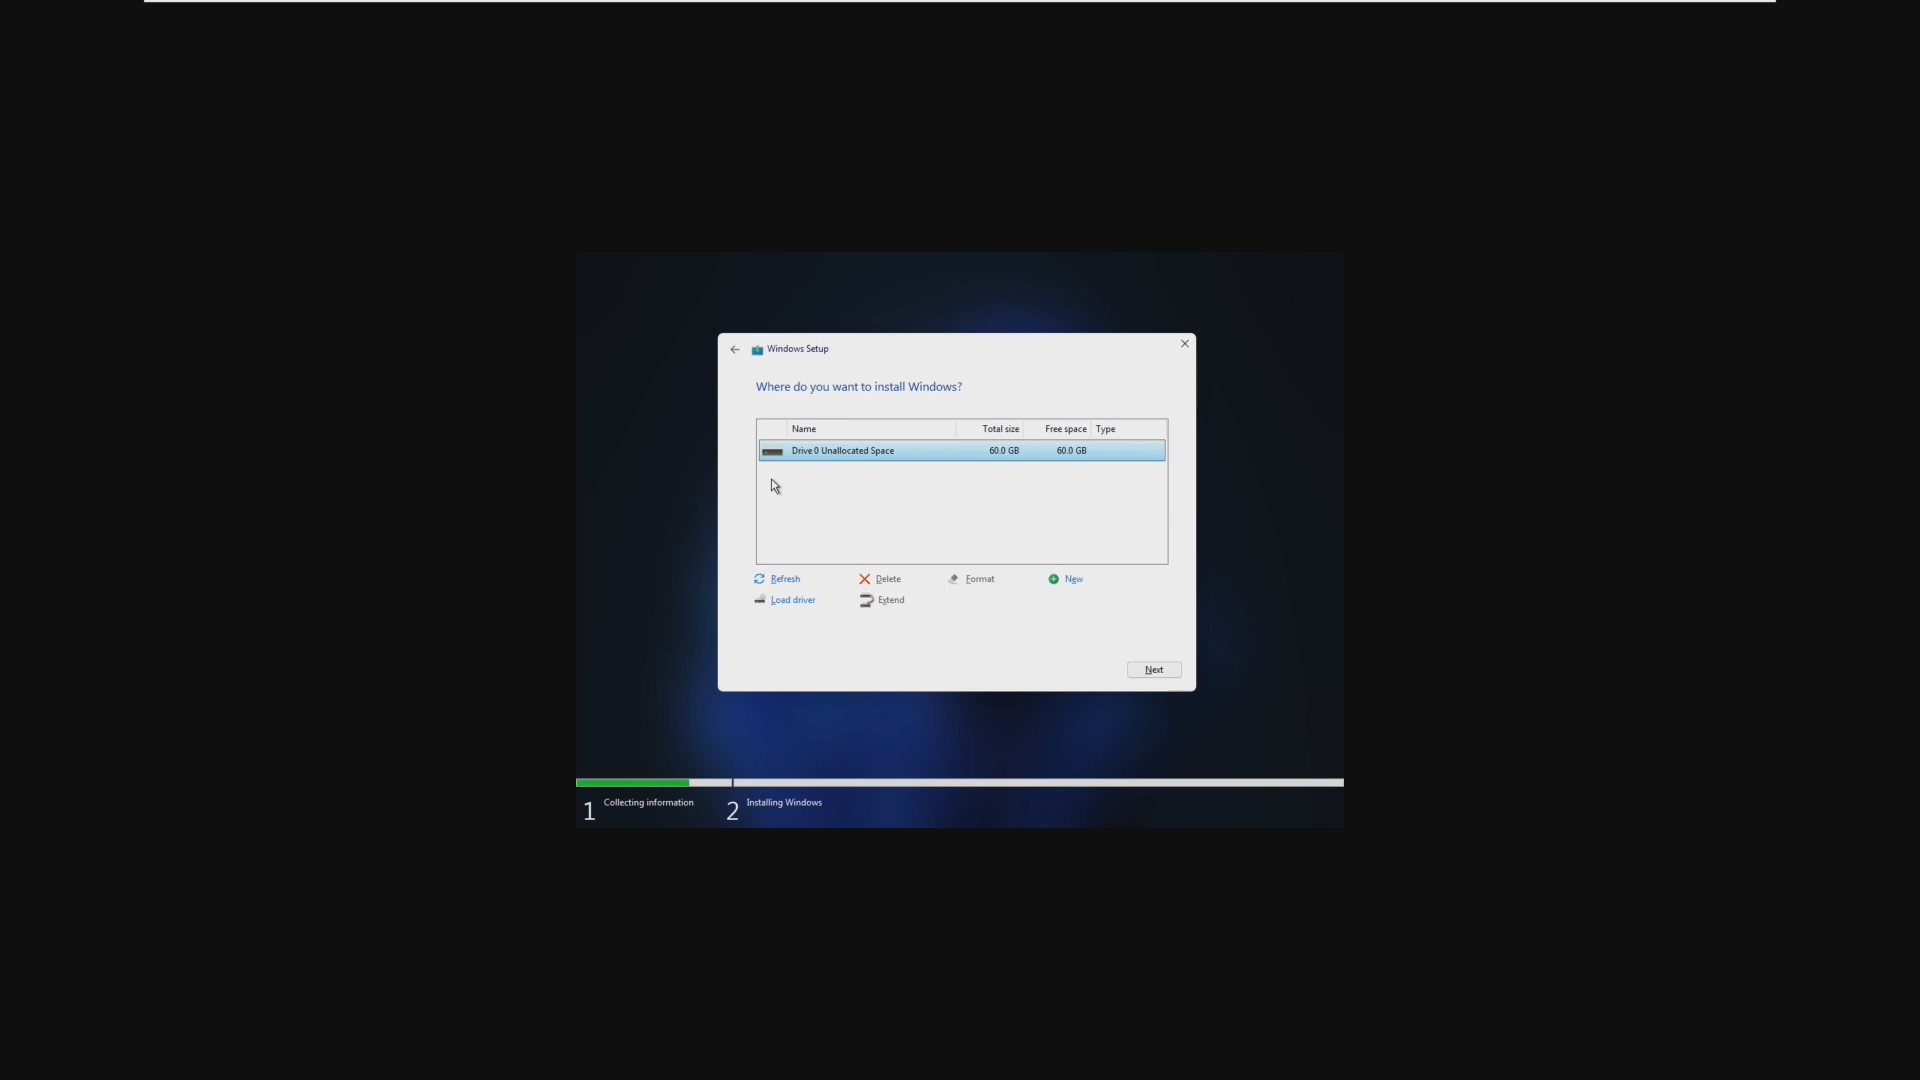 Windows Setup
Where do you want to install Windows?
Name Total size Free space Type
Drive 0 Unallocated Space 60.0 GB 60.0 GB
Refresh Delete Format New
Load driver Extend
Next
1 Collecting information 2 Installing Windows